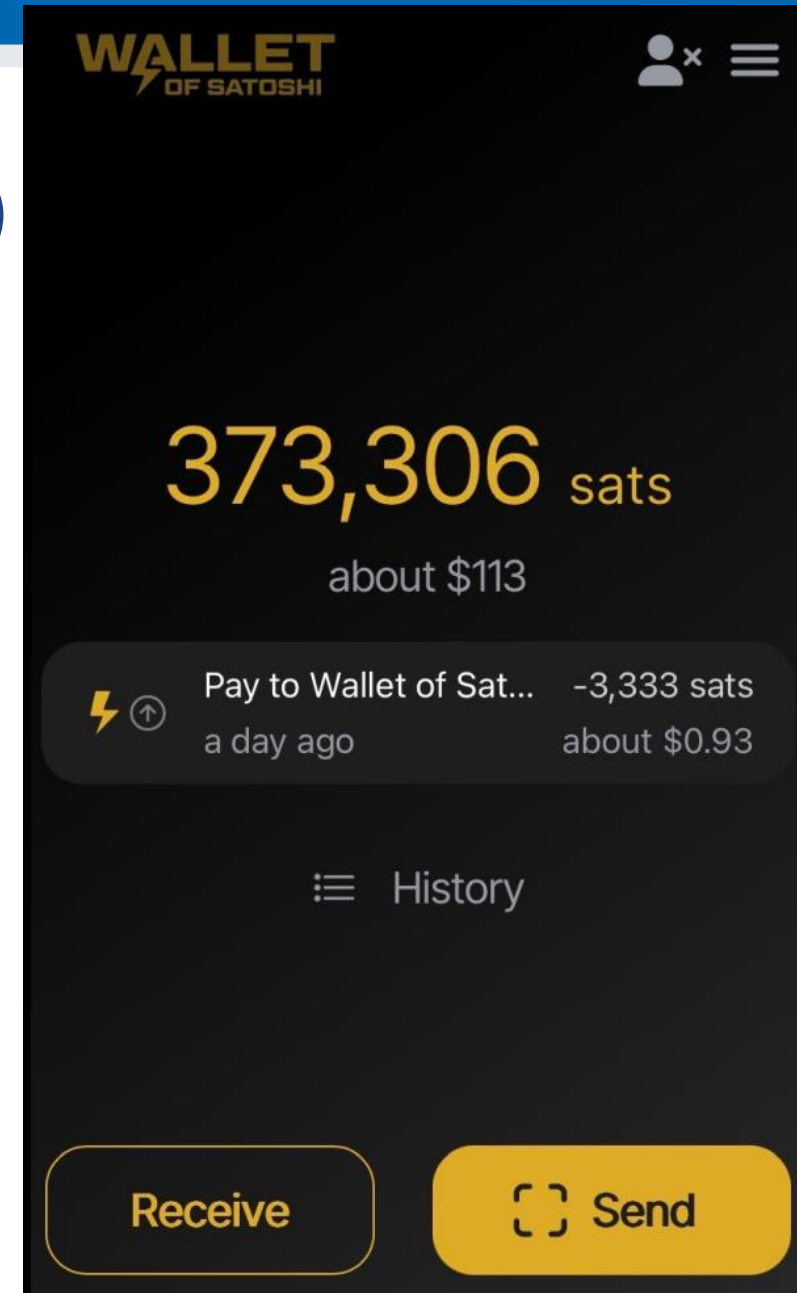 WALLET
OF SATOSHI
373,306 sats
about $113
Pay to Wallet of Sat... -3,333 sats
a day ago about $0.93
History
Receive Send